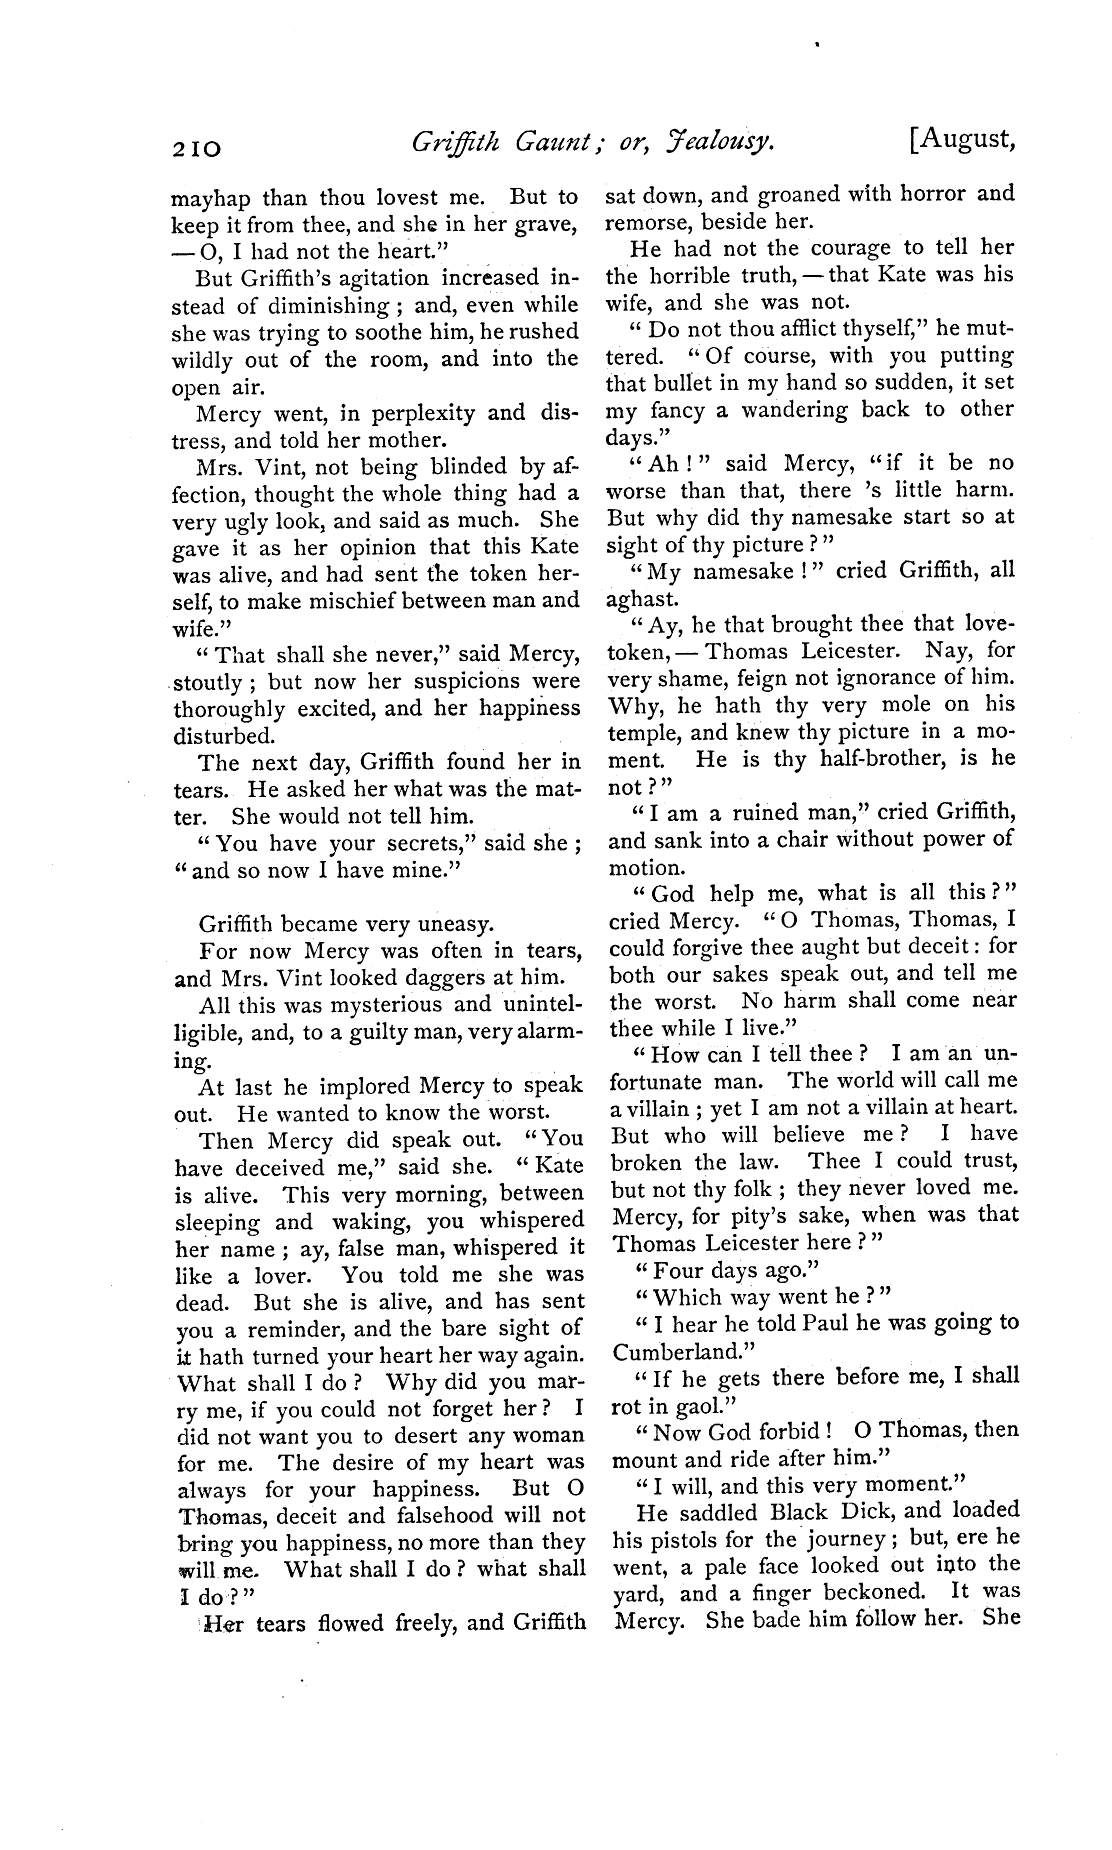 210 Griffith Gaunt; or, Jealousy. [August,
mayhap than thou lovest me. But to
keep it from thee, and she in her grave,
— O, I had not the heart.”
But Griffith’s agitation increased in-
stead of diminishing ; and, even while
she was trying to soothe him, he rushed
wildly out of the room, and into the
open air.
Mercy went, in perplexity and dis-
tress, and told her mother.
Mrs. Vint, not being blinded by af-
fection, thought the whole thing had a
very ugly look, and said as much. She
gave it as her opinion that this Kate
was alive, and had sent the token her-
self, to make mischief between man and
wife.”
“ That shall she never,” said Mercy,
stoutly ; but now her suspicions were
thoroughly excited, and her happiness
disturbed.
The next day, Griffith found her in
tears. He asked her what was the mat-
ter. She would not tell him.
“ You have your secrets,” said she ;
“ and so now I have mine.”
Griffith became very uneasy.
For now Mercy was often in tears,
and Mrs. Vint looked daggers at him.
All this was mysterious and unintel-
ligible, and, to a guilty man, very alarm-
ing.
At last he implored Mercy to speak
out. He wanted to know the worst.
Then Mercy did speak out. “ You
have deceived me,” said she. “ Kate
is alive. This very morning, between
sleeping and waking, you whispered
her name ; ay, false man, whispered it
like a lover. You told me she was
dead. But she is alive, and has sent
you a reminder, and the bare sight of
it hath turned your heart her way again.
What shall I do ? Why did you mar-
ry me, if you could not forget her ? I
did not want you to desert any woman
for me. The desire of my heart was
always for your happiness. But O
Thomas, deceit and falsehood will not
bring you happiness, no more than they
will me. What shall I do ? what shall
I do ? ”
Her tears flowed freely, and Griffith
sat down, and groaned with horror and
remorse, beside her.
He had not the courage to tell her
the horrible truth, — that Kate was his
wife, and she was not.
“ Do not thou afflict thyself,” he mut-
tered. “ Of course, with you putting
that bullet in my hand so sudden, it set
my fancy a wandering back to other
days.”
“ Ah ! ” said Mercy, “ if it be no
worse than that, there ’s little harm.
But why did thy namesake start so at
sight of thy picture ? ”
“ My namesake ! ” cried Griffith, all
aghast.
“ Ay, he that brought thee that love-
token, — Thomas Leicester. Nay, for
very shame, feign not ignorance of him.
Why, he hath thy very mole on his
temple, and knew thy picture in a mo-
ment. He is thy half-brother, is he
not ? ”
“ I am a ruined man,” cried Griffith,
and sank into a chair without power of
motion.
“ God help me, what is all this ? ”
cried Mercy. “ O Thomas, Thomas, I
could forgive thee aught but deceit : for
both our sakes speak out, and tell me
the worst. No harm shall come near
thee while I live.”
“ How can I tell thee ? I am an un-
fortunate man. The world will call me
a villain ; yet I am not a villain at heart.
But who will believe me ? I have
broken the law. Thee I could trust,
but not thy folk ; they never loved me.
Mercy, for pity’s sake, when was that
Thomas Leicester here ? ”
“ Four days ago.”
“ Which way went he ? ”
“ I hear he told Paul he was going to
Cumberland.”
“ If he gets there before me, I shall
rot in gaol.”
“ Now God forbid ! O Thomas, then
mount and ride after him.”
“ I will, and this very moment.”
He saddled Black Dick, and loaded
his pistols for the journey ; but, ere he
went, a pale face looked out into the
yard, and a finger beckoned. It was
Mercy. She bade him follow her. She